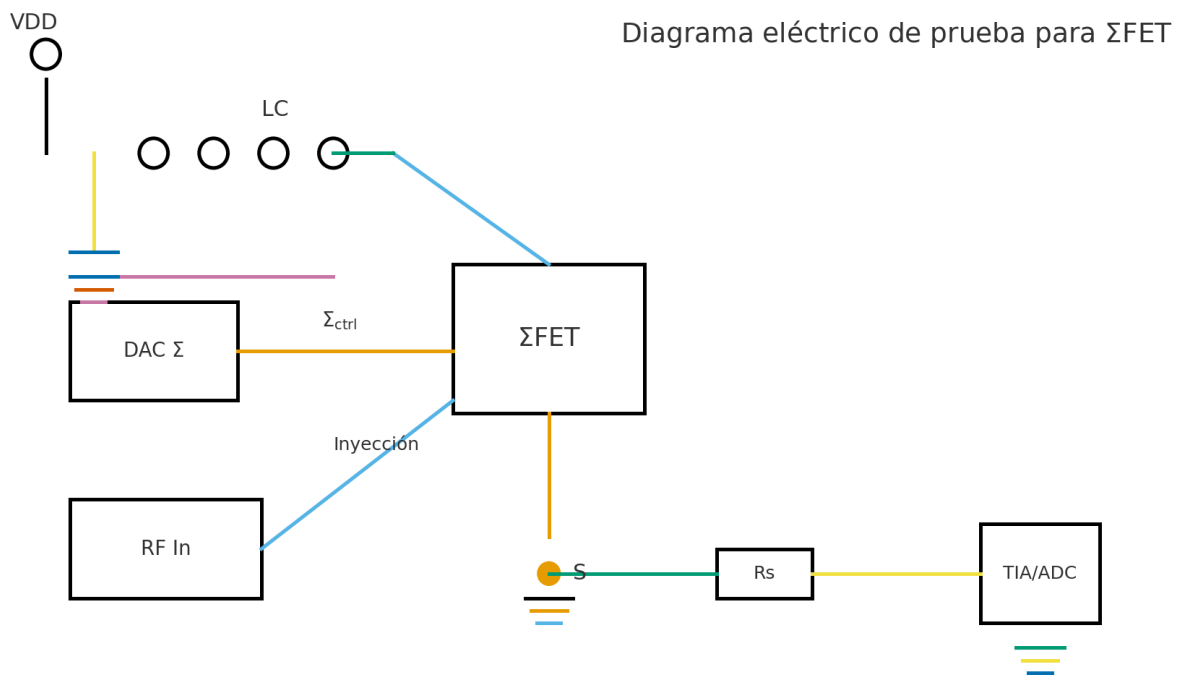 VDD
Diagrama eléctrico de prueba para ΣFET
LC
Σctrl
ΣFET
DAC Σ
Inyección
RF In
S
Rs
TIA/ADC